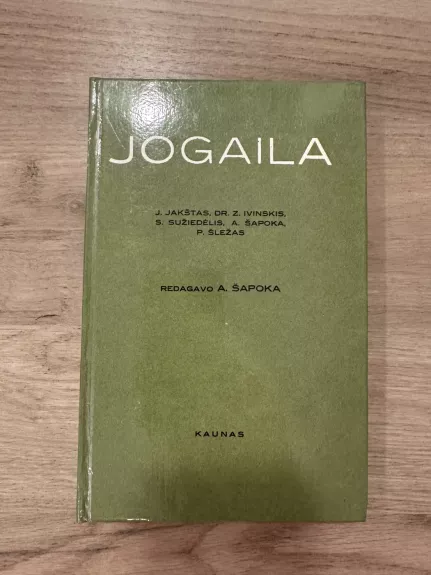 JOGAILA
J. JAKŠTAS, DR. Z. IVINSKIS,
S. SUŽIEDĖLIS, A. ŠAPOKA,
P. ŠLEŽAS
REDAGAVO A. ŠAPOKA
KAUNAS